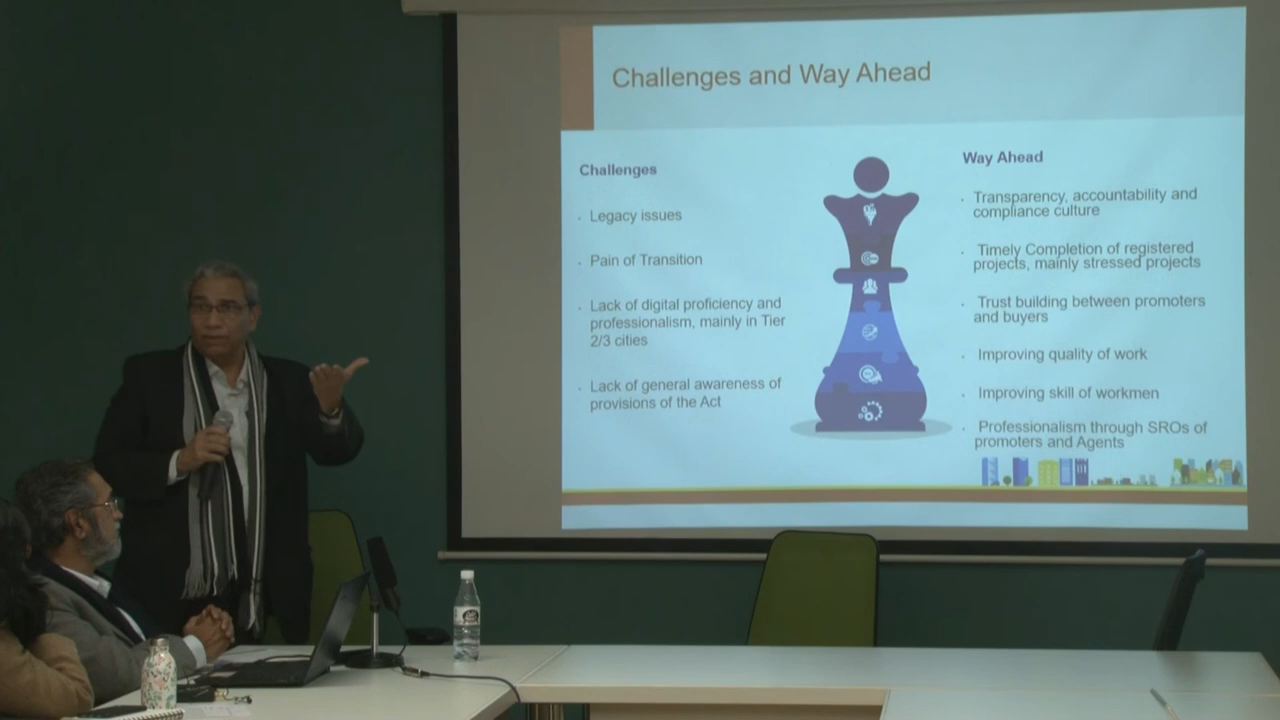 Challenges and Way Ahead
Challenges
Legacy issues
Pain of Transition
Lack of digital proficiency and
professionalism, mainly in Tier
2/3 cities
Lack of general awareness of
provisions of the Act
Way Ahead
Transparency, accountability and
compliance culture
Timely Completion of registered
projects, mainly stressed projects
Trust building between promoters
and buyers
Improving quality of work
Improving skill of workmen
Professionalism through SROs of
promoters and Agents